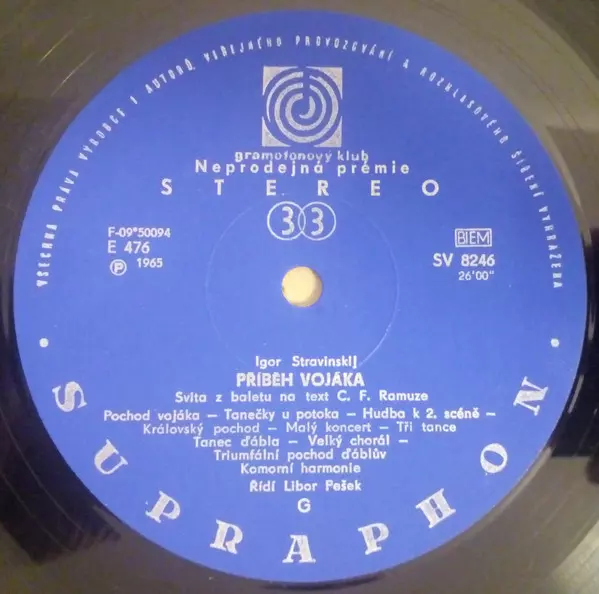 VŠECHNA PRÁVA VÝROBCE I AUTORŮ VEŘEJNÉHO PROVOZOVÁNÍ A ROZHLASOVÉHO ŠÍŘENÍ VYHRAZENA
gramofonový klub
Neprodejná prémie
STEREO
33
F-09*50094
E 476
Ⓟ 1965
BIEM
SV 8246
26'00"
Igor Stravinskij
PŘÍBĚH VOJÁKA
Svita z baletu na text C. F. Ramuze
Pochod vojáka – Tanečky u potoka – Hudba k 2. scéně –
Královský pochod – Malý koncert – Tři tance
Tanec ďábla – Velký chorál –
Triumfální pochod ďáblův
Komorní harmonie
Řídí Libor Pešek
G
• SUPRAPHON •